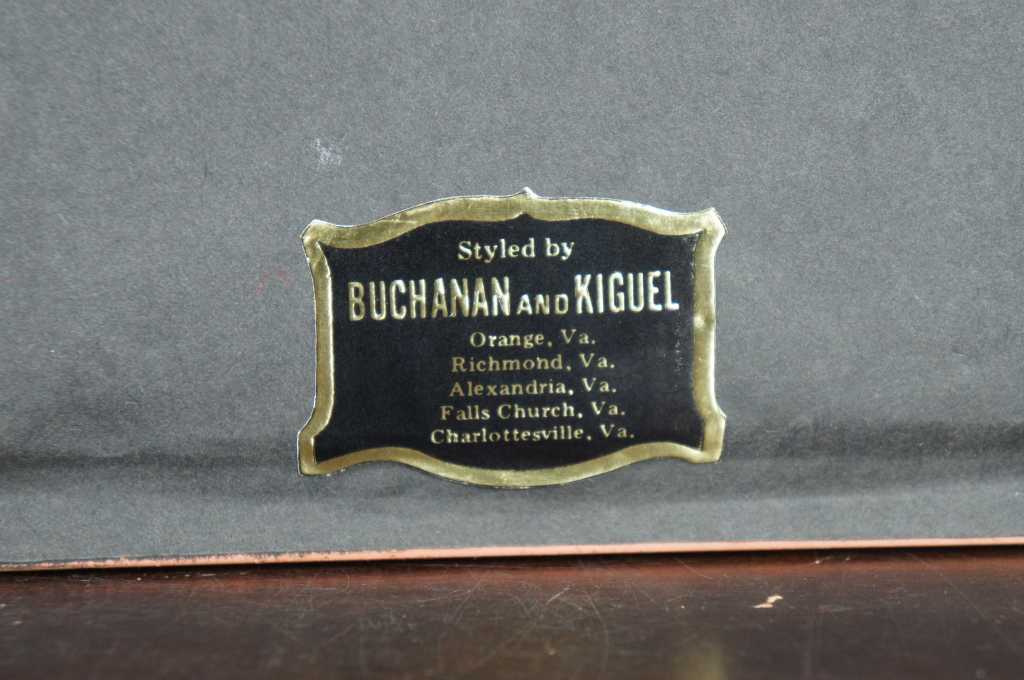 Styled by
BUCHANAN AND KIGUEL
Orange, Va.
Richmond, Va.
Alexandria, Va.
Falls Church, Va.
Charlottesville, Va.